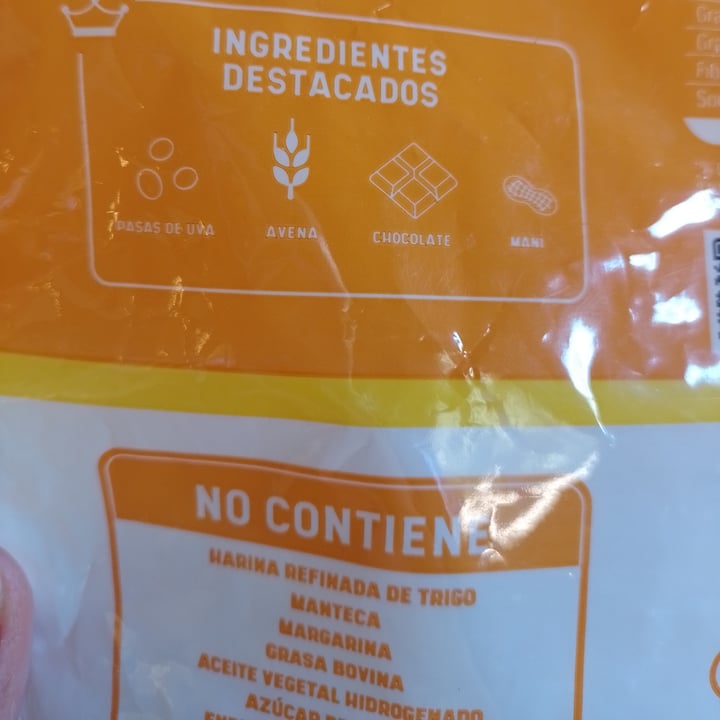 INGREDIENTES
DESTACADOS
PASAS DE UVA
AVENA
CHOCOLATE
MANI
NO CONTIENE
HARINA REFINADA DE TRIGO
MANTECA
MARGARINA
GRASA BOVINA
ACEITE VEGETAL HIDROGENADO
AZÚCAR